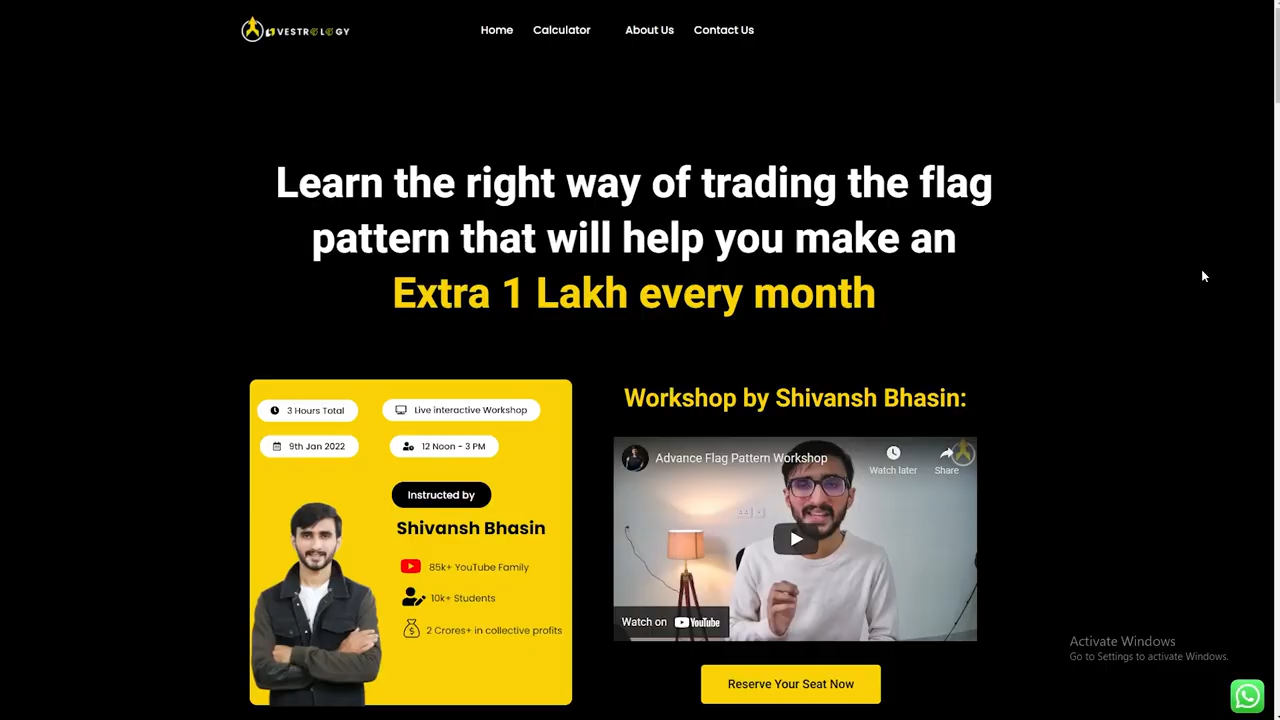 VESTROLOGY
Home
Calculator
About Us
Contact Us
Learn the right way of trading the flag
pattern that will help you make an
Extra 1 Lakh every month
3 Hours Total
Live interactive Workshop
9th Jan 2022
12 Noon - 3 PM
Instructed by
Shivansh Bhasin
85k+ YouTube Family
10k+ Students
2 Crores+ in collective profits
Workshop by Shivansh Bhasin:
Advance Flag Pattern Workshop
Watch later
Share
Watch on YouTube
Reserve Your Seat Now
Activate Windows
Go to Settings to activate Windows.